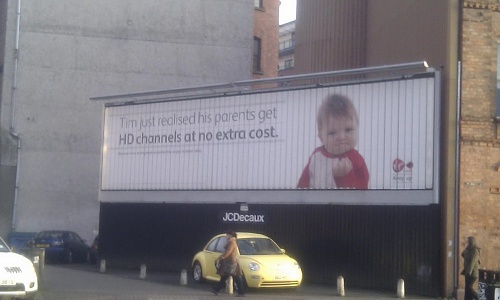 Tim just realised his parents get
HD channels at no extra cost.
JCDecaux